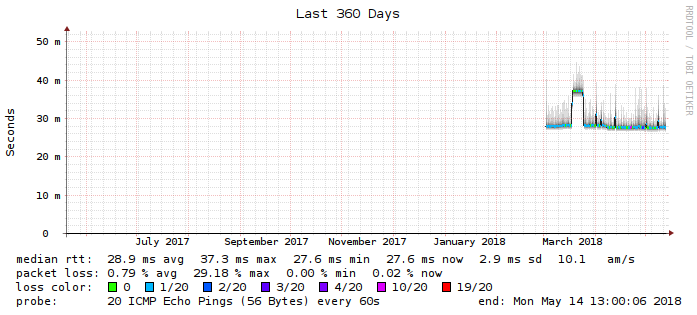 Last 360 Days
RRDTOOL / TOBI OETIKER
Seconds
50 m
40 m
30 m
20 m
10 m
0
July 2017 September 2017 November 2017 January 2018 March 2018
median rtt: 28.9 ms avg 37.3 ms max 27.6 ms min 27.6 ms now 2.9 ms sd 10.1 am/s
packet loss: 0.79 % avg 29.18 % max 0.00 % min 0.02 % now
loss color: 0 1/20 2/20 3/20 4/20 10/20 19/20
probe: 20 ICMP Echo Pings (56 Bytes) every 60s end: Mon May 14 13:00:06 2018